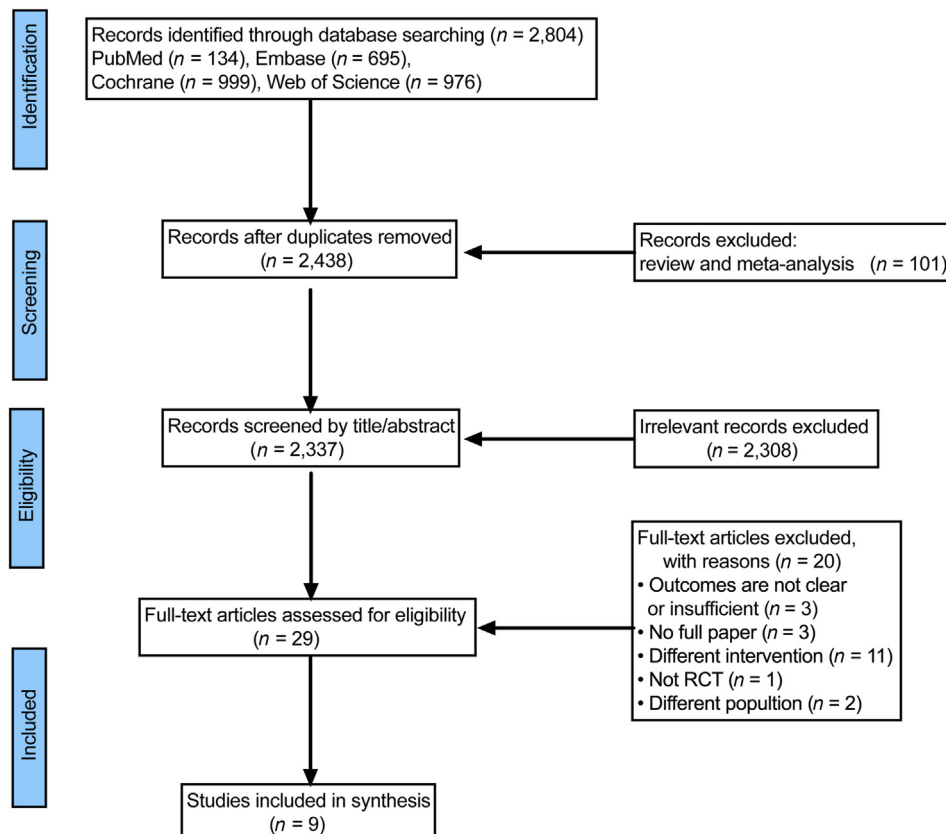 Identification
Records identified through database searching (n = 2,804)
PubMed (n = 134), Embase (n = 695),
Cochrane (n = 999), Web of Science (n = 976)
Screening
Records after duplicates removed
(n = 2,438)
Records excluded:
review and meta-analysis (n = 101)
Eligibility
Records screened by title/abstract
(n = 2,337)
Irrelevant records excluded
(n = 2,308)
Full-text articles assessed for eligibility
(n = 29)
Full-text articles excluded,
with reasons (n = 20)
• Outcomes are not clear
or insufficient (n = 3)
• No full paper (n = 3)
• Different intervention (n = 11)
• Not RCT (n = 1)
• Different popultion (n = 2)
Included
Studies included in synthesis
(n = 9)